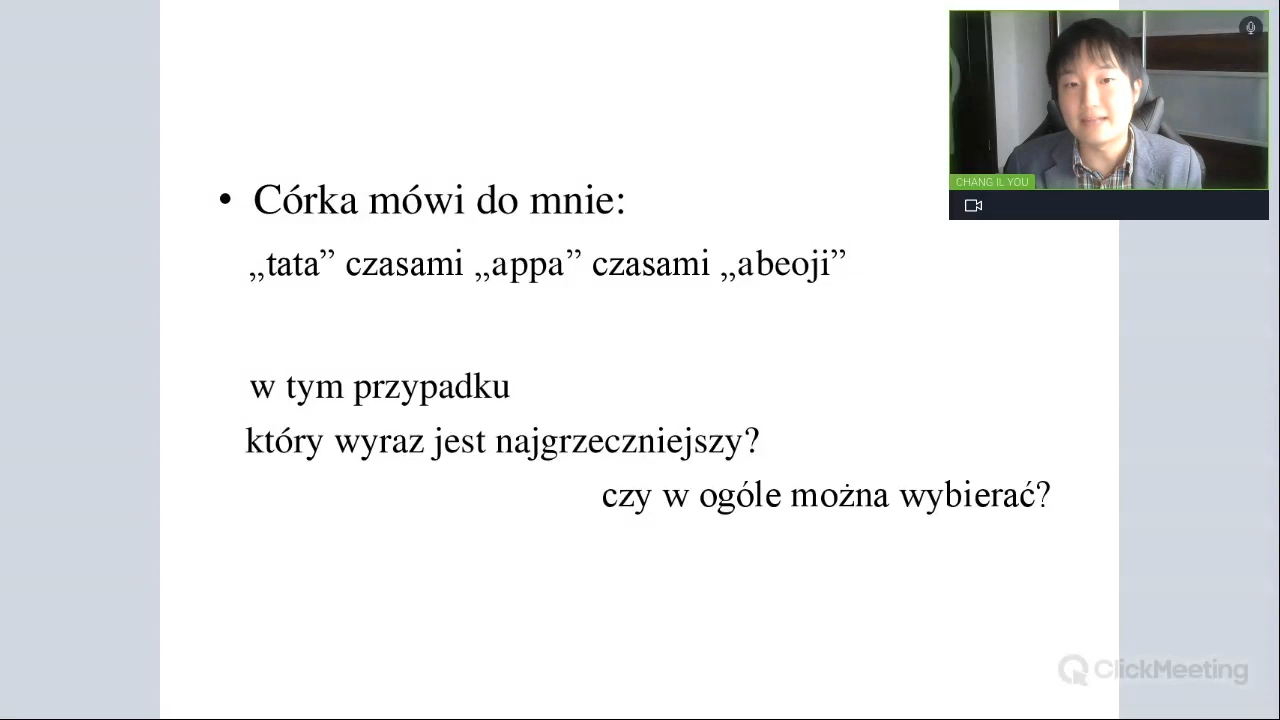 CHANG IL YOU
• Córka mówi do mnie:
„tata” czasami „appa” czasami „abeoji”
w tym przypadku
który wyraz jest najgrzeczniejszy?
czy w ogóle można wybierać?
ClickMeeting